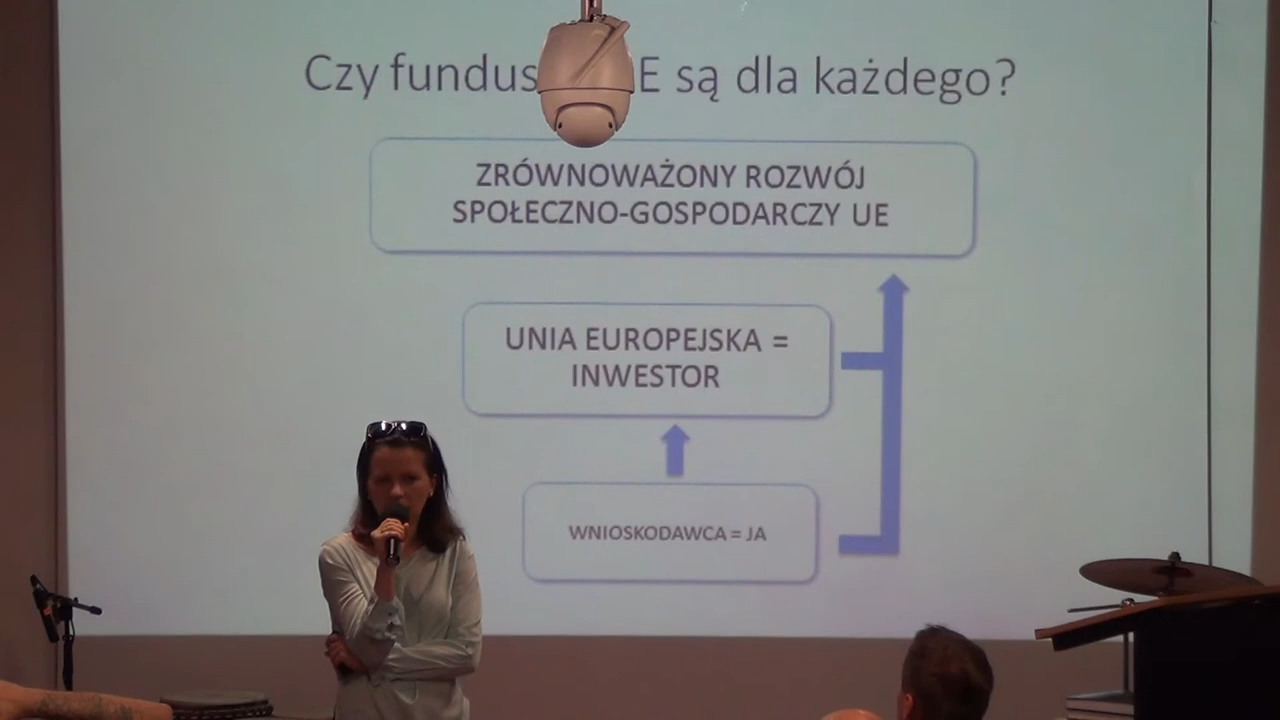 Czy fundus E są dla każdego?
ZRÓWNOWAŻONY ROZWÓJ
SPOŁECZNO-GOSPODARCZY UE
UNIA EUROPEJSKA =
INWESTOR
WNIOSKODAWCA = JA